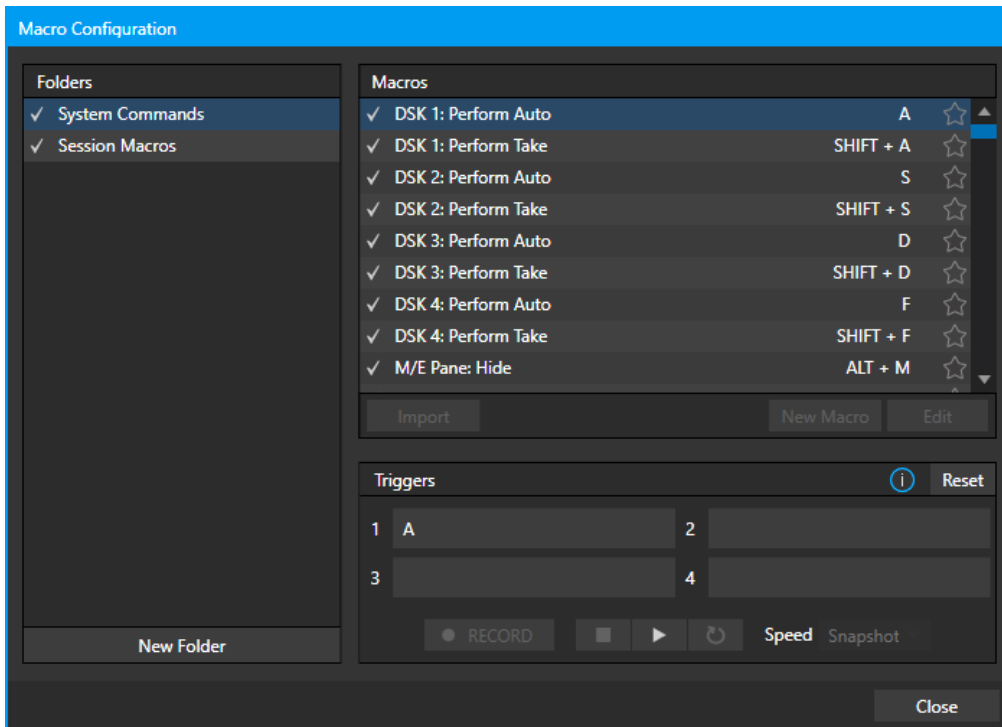 Macro Configuration
Folders
System Commands
Session Macros
New Folder
Macros
DSK 1: Perform Auto A
DSK 1: Perform Take SHIFT + A
DSK 2: Perform Auto S
DSK 2: Perform Take SHIFT + S
DSK 3: Perform Auto D
DSK 3: Perform Take SHIFT + D
DSK 4: Perform Auto F
DSK 4: Perform Take SHIFT + F
M/E Pane: Hide ALT + M
Import New Macro Edit
Triggers i Reset
1 A 2
3 4
RECORD Speed Snapshot
Close